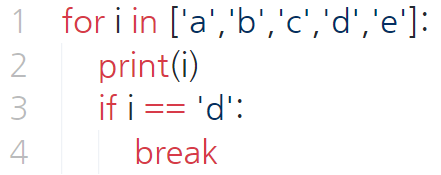 1 for i in ['a','b','c','d','e']:
2 print(i)
3 if i == 'd':
4 break